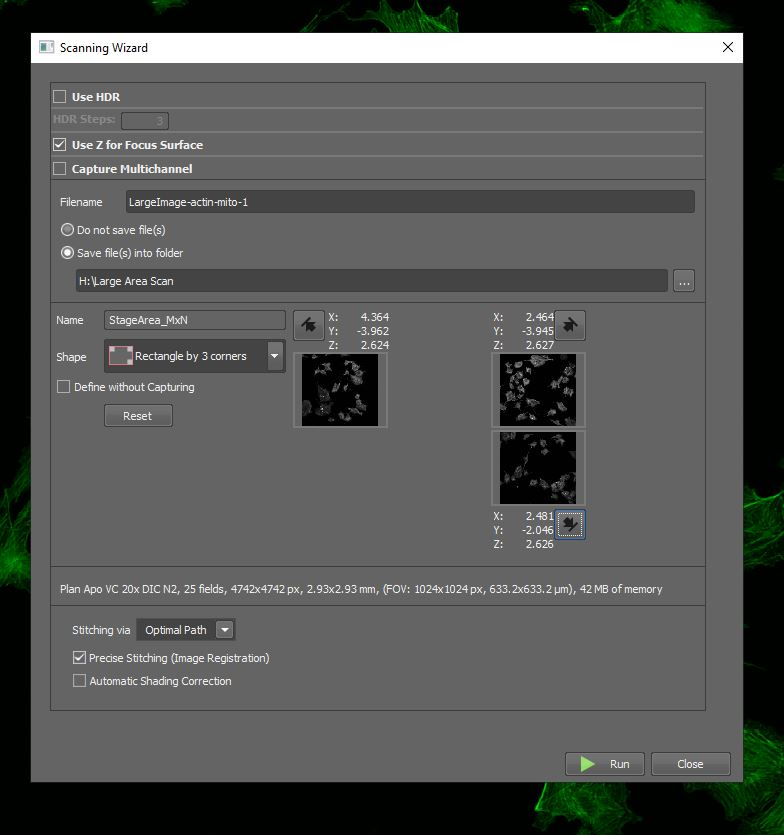 Scanning Wizard
Use HDR
HDR Steps: 3
Use Z for Focus Surface
Capture Multichannel
Filename LargeImage-actin-mito-1
Do not save file(s)
Save file(s) into folder
H:\Large Area Scan ...
Name StageArea_MxN
Shape Rectangle by 3 corners
Define without Capturing
Reset
X: 4.364
Y: -3.962
Z: 2.624
X: 2.464
Y: -3.945
Z: 2.627
X: 2.481
Y: -2.046
Z: 2.626
Plan Apo VC 20x DIC N2, 25 fields, 4742x4742 px, 2.93x2.93 mm, (FOV: 1024x1024 px, 633.2x633.2 µm), 42 MB of memory
Stitching via Optimal Path
Precise Stitching (Image Registration)
Automatic Shading Correction
Run Close